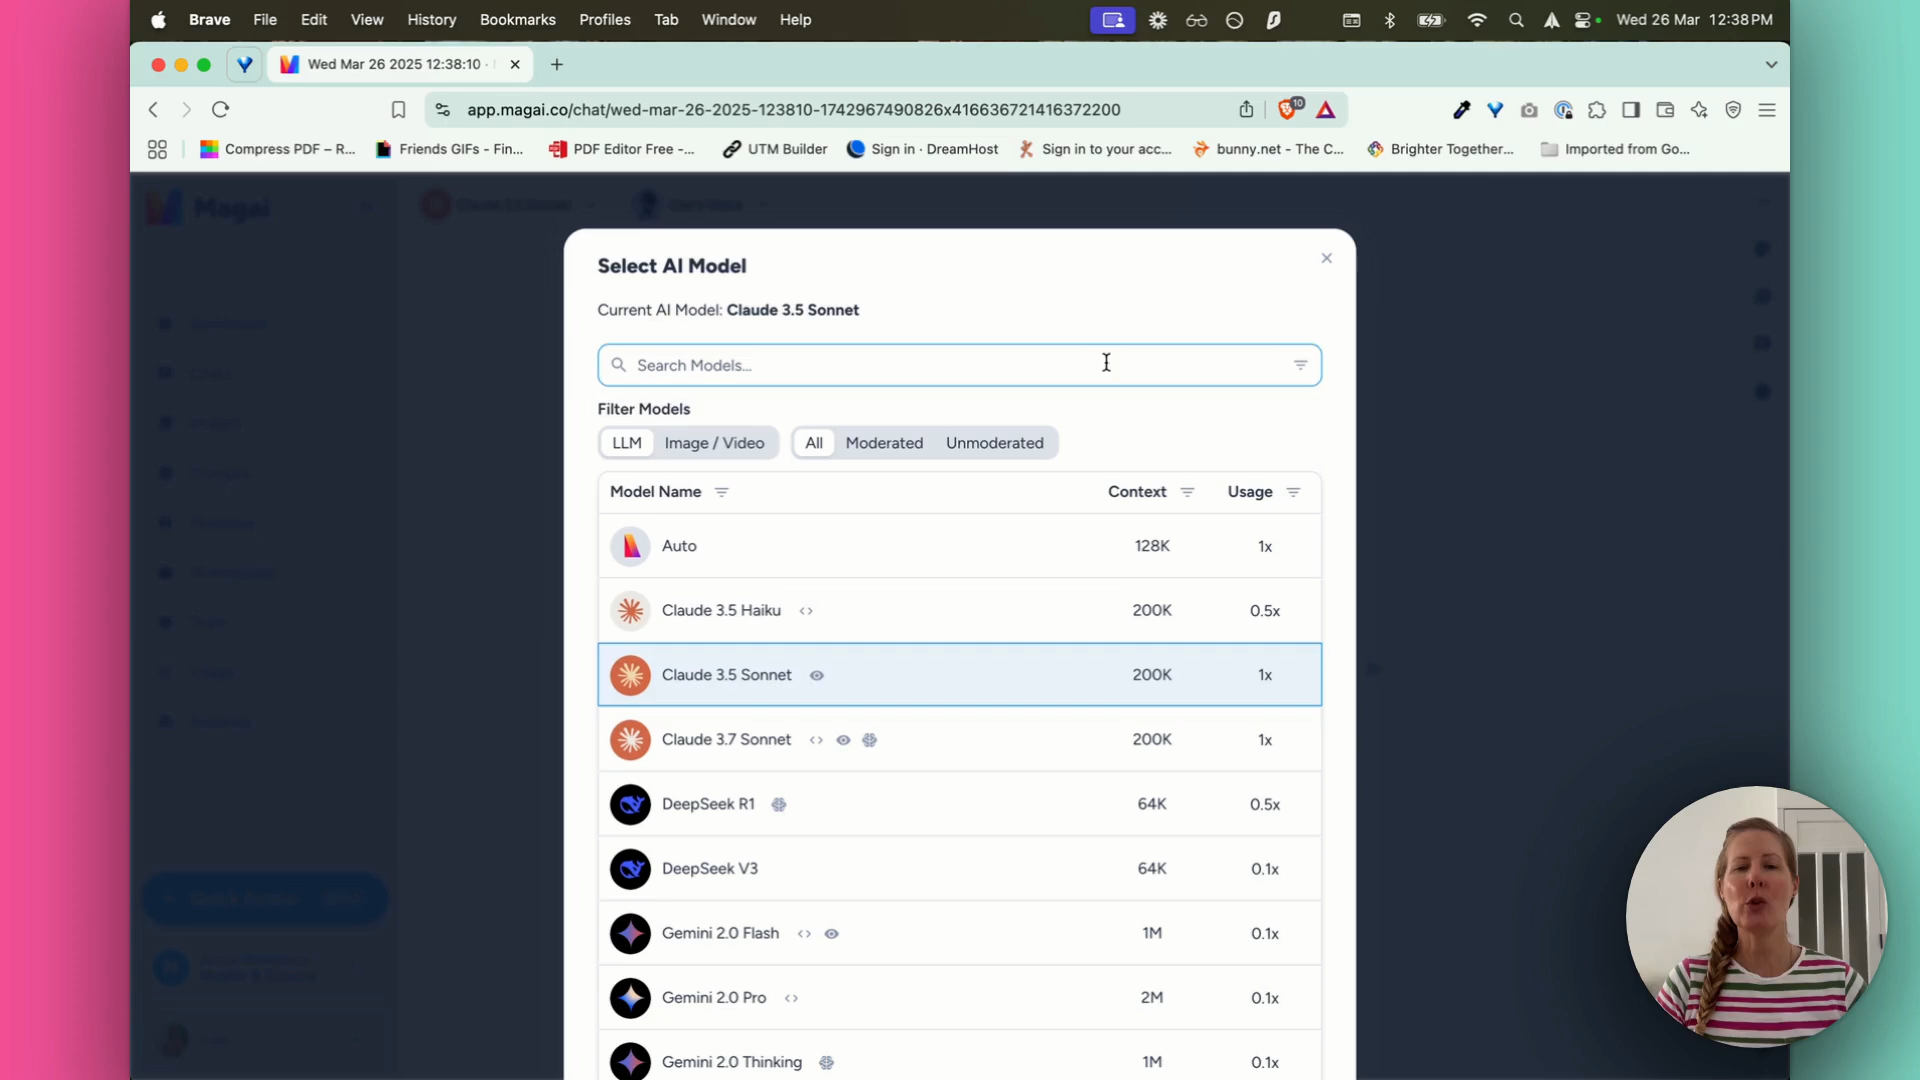 Brave File Edit View History Bookmarks Profiles Tab Window Help Wed 26 Mar 12:38 PM
Wed Mar 26 2025 12:38:10 ·
app.magai.co/chat/wed-mar-26-2025-123810-1742967490826x416636721416372200 10
Compress PDF – R... Friends GIFs - Fin... PDF Editor Free -... UTM Builder Sign in · DreamHost Sign in to your acc... bunny.net - The C... Brighter Together... Imported from Go...
Magai Claude 3.5 Sonnet
Select AI Model
Current AI Model: Claude 3.5 Sonnet
Search Models...
Filter Models
LLM Image / Video All Moderated Unmoderated
Model Name Context Usage
Auto 128K 1x
Claude 3.5 Haiku 200K 0.5x
Claude 3.5 Sonnet 200K 1x
Claude 3.7 Sonnet 200K 1x
DeepSeek R1 64K 0.5x
DeepSeek V3 64K 0.1x
Gemini 2.0 Flash 1M 0.1x
Gemini 2.0 Pro 2M 0.1x
Gemini 2.0 Thinking 1M 0.1x